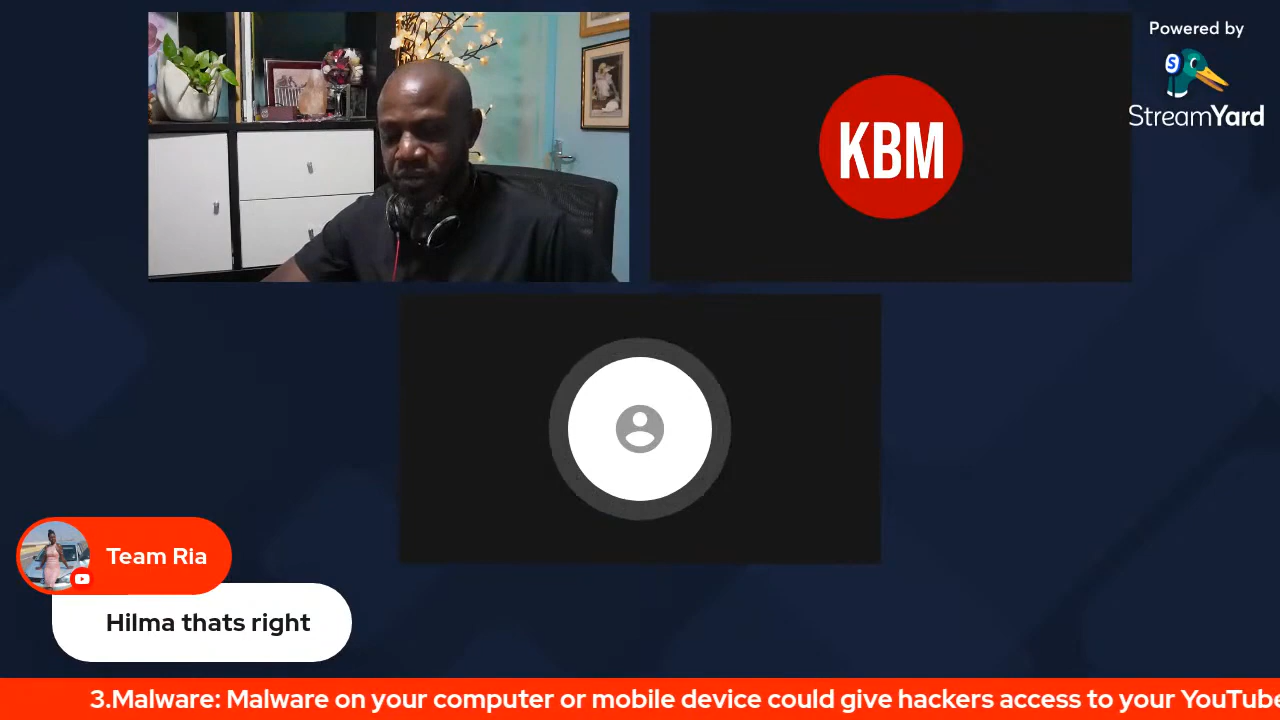 Powered by
S
StreamYard
KBM
Team Ria
Hilma thats right
3.Malware: Malware on your computer or mobile device could give hackers access to your YouTube